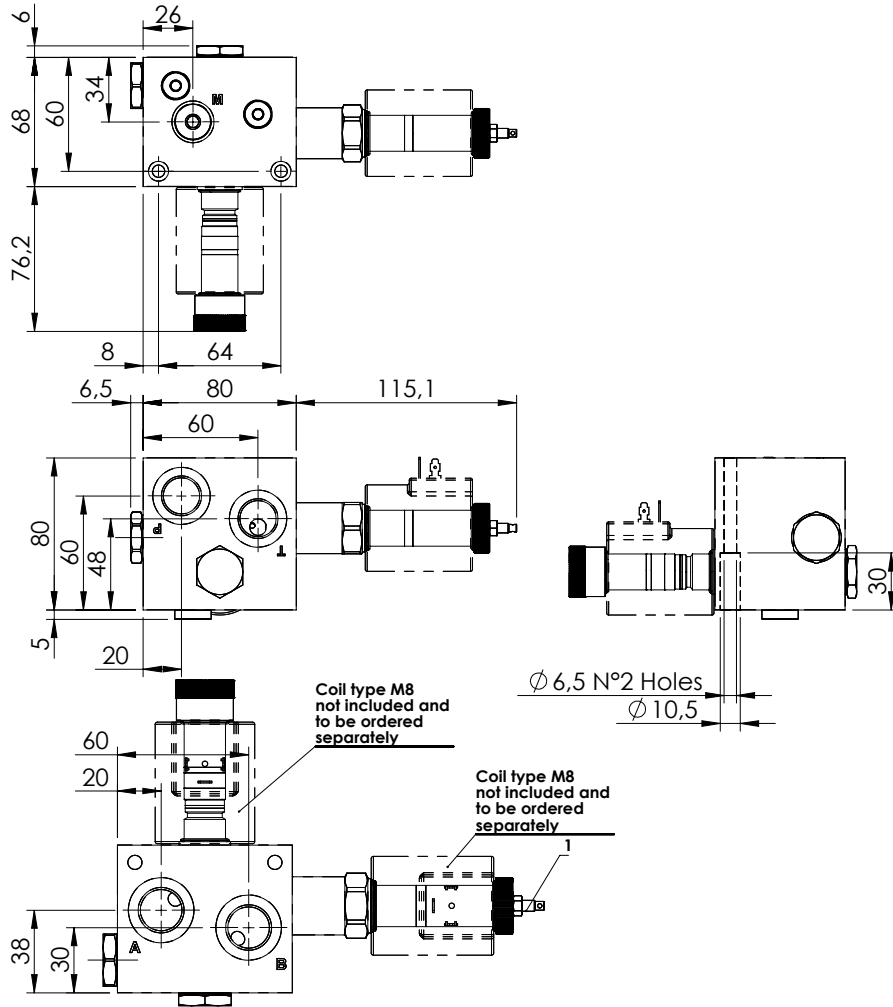 6
26
68
60
34
M
76,2
8
64
6,5
80
115,1
60
80
60
48
P
T
5
20
30
Ø 6,5 N°2 Holes
Ø 10,5
Coil type M8
not included and
to be ordered
separately
60
20
Coil type M8
not included and
to be ordered
separately
1
38
30
A
B